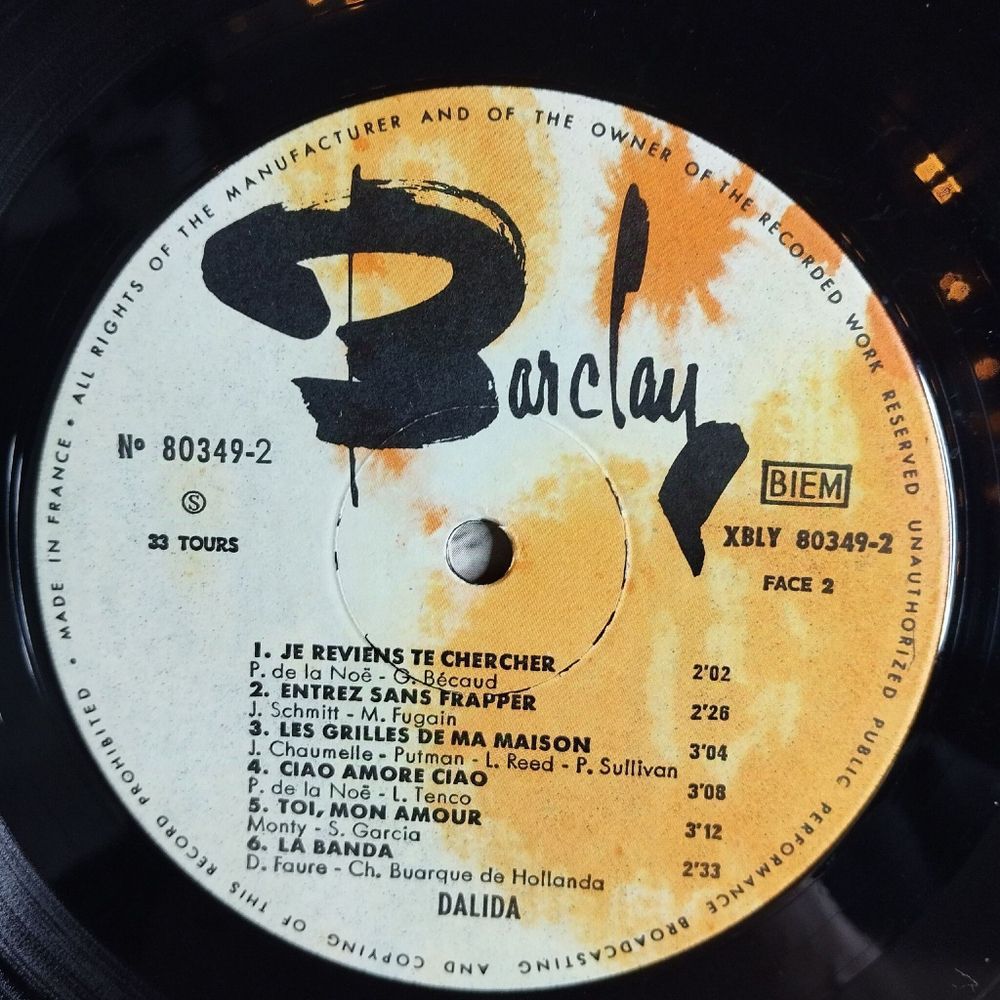 MADE IN FRANCE • ALL RIGHTS OF THE MANUFACTURER AND OF THE OWNER OF THE RECORDED WORK RESERVED UNAUTHORIZED PUBLIC PERFORMANCE BROADCASTING AND COPYING OF THIS RECORD PROHIBITED •
Barclay
Nº 80349-2
S
33 TOURS
BIEM
XBLY 80349-2
FACE 2
1. JE REVIENS TE CHERCHER 2'02
P. de la Noë - G. Bécaud
2. ENTREZ SANS FRAPPER 2'26
J. Schmitt - M. Fugain
3. LES GRILLES DE MA MAISON 3'04
J. Chaumelle - Putman - L. Reed - P. Sullivan
4. CIAO AMORE CIAO 3'08
P. de la Noë - L. Tenco
5. TOI, MON AMOUR 3'12
Monty - S. Garcia
6. LA BANDA 2'33
D. Faure - Ch. Buarque de Hollanda
DALIDA